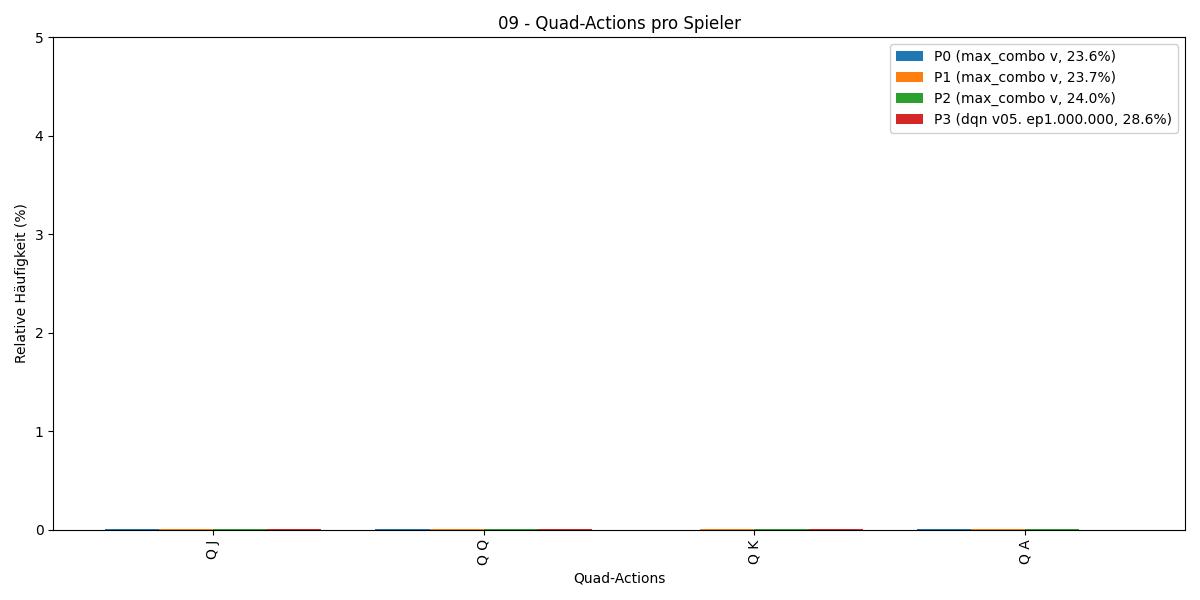 09 - Quad-Actions pro Spieler
P0 (max_combo v, 23.6%)
P1 (max_combo v, 23.7%)
P2 (max_combo v, 24.0%)
P3 (dqn v05. ep1.000.000, 28.6%)
Relative Häufigkeit (%)
5
4
3
2
1
0
Q J
Q Q
Q K
Q A
Quad-Actions